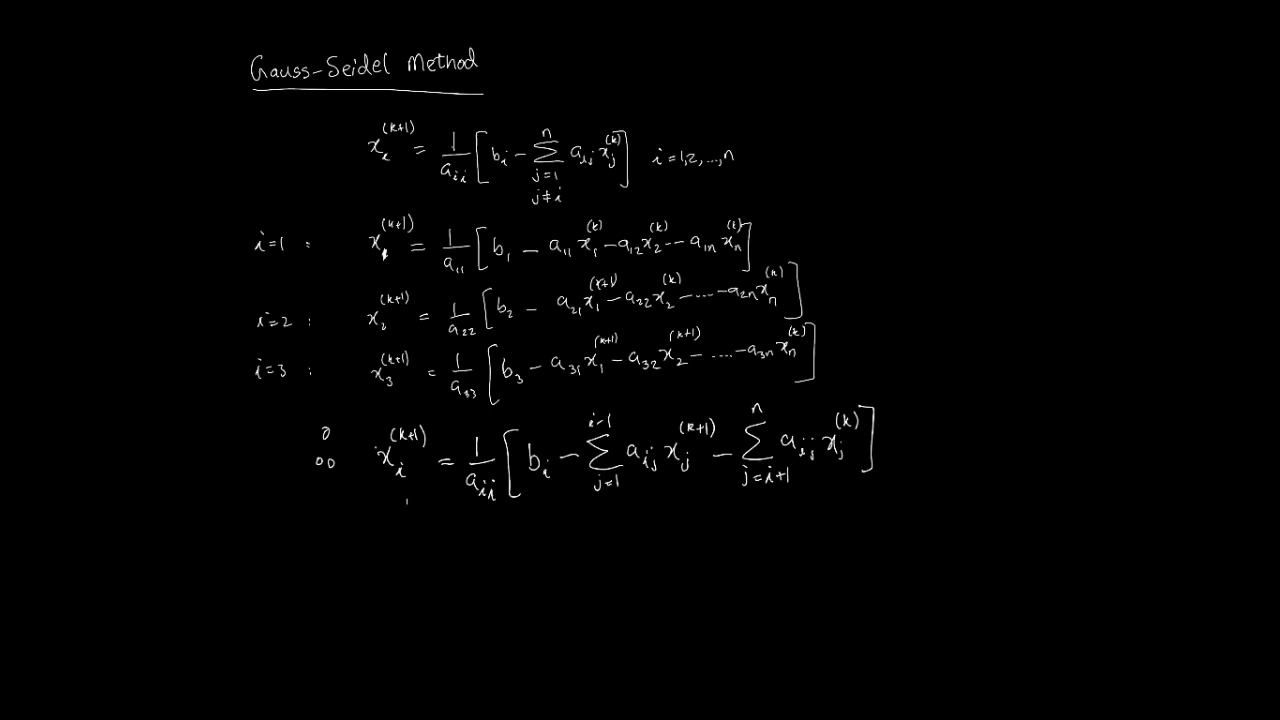 Gauss-Seidel Method
x_i^(k+1) = 1/a_ii [ b_i - ∑_{j=1, j≠i}^{n} a_ij x_j^(k) ] i=1,2,...,n
i=1 : x_1^(k+1) = 1/a_11 [ b_1 - a_11 x_1^(k) - a_12 x_2^(k) -- a_1n x_n^(k) ]
i=2 : x_2^(k+1) = 1/a_22 [ b_2 - a_21 x_1^(k+1) - a_22 x_2^(k) - .... - a_2n x_n^(k) ]
i=3 : x_3^(k+1) = 1/a_33 [ b_3 - a_31 x_1^(k+1) - a_32 x_2^(k+1) - .... - a_3n x_n^(k) ]
∴ x_i^(k+1) = 1/a_ii [ b_i - ∑_{j=1}^{i-1} a_ij x_j^(k+1) - ∑_{j=i+1}^{n} a_ij x_j^(k) ]